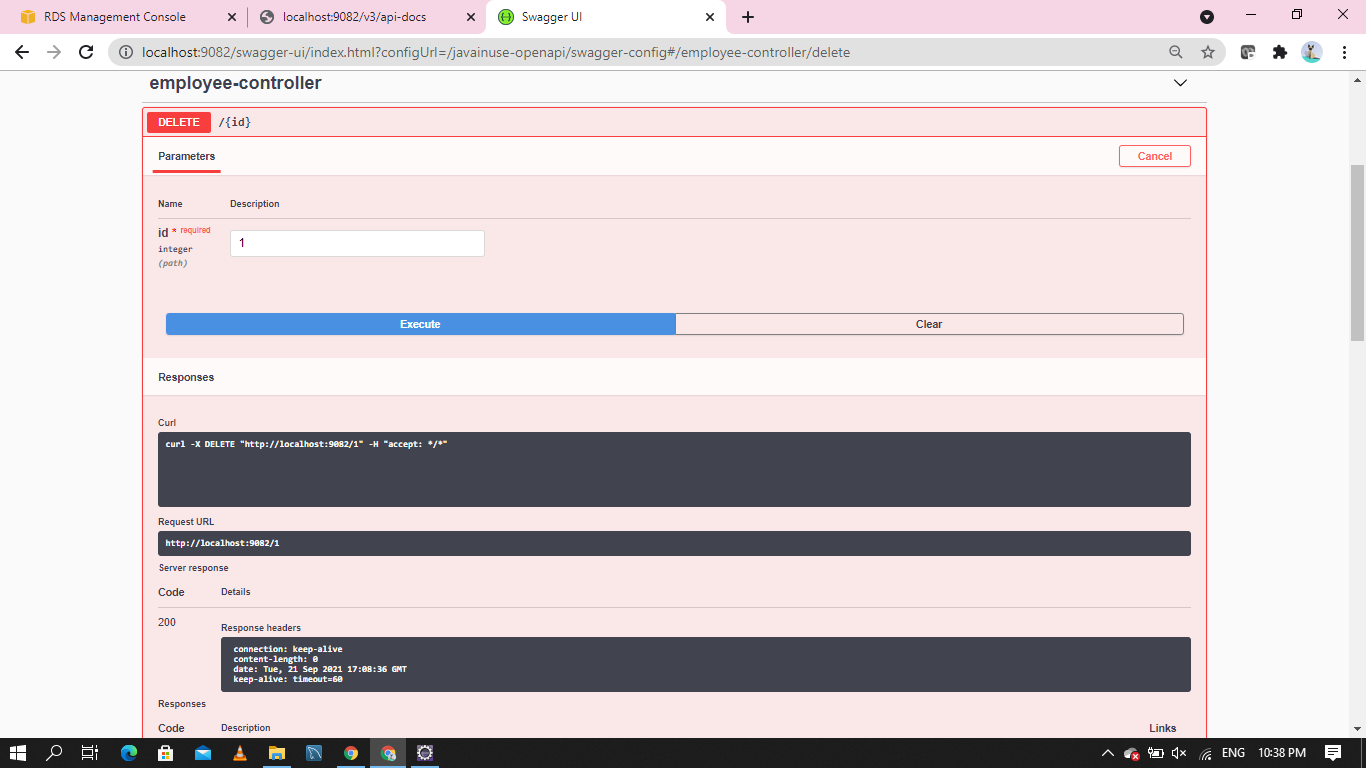 RDS Management Console
localhost:9082/v3/api-docs
Swagger UI
localhost:9082/swagger-ui/index.html?configUrl=/javainuse-openapi/swagger-config#/employee-controller/delete
employee-controller
DELETE /{id}
Parameters
Cancel
Name Description
id * required
1
integer
(path)
Execute
Clear
Responses
Curl
curl -X DELETE "http://localhost:9082/1" -H "accept: */*"
Request URL
http://localhost:9082/1
Server response
Code Details
200
Response headers
connection: keep-alive
content-length: 0
date: Tue, 21 Sep 2021 17:08:36 GMT
keep-alive: timeout=60
Responses
Code Description Links
ENG 10:38 PM